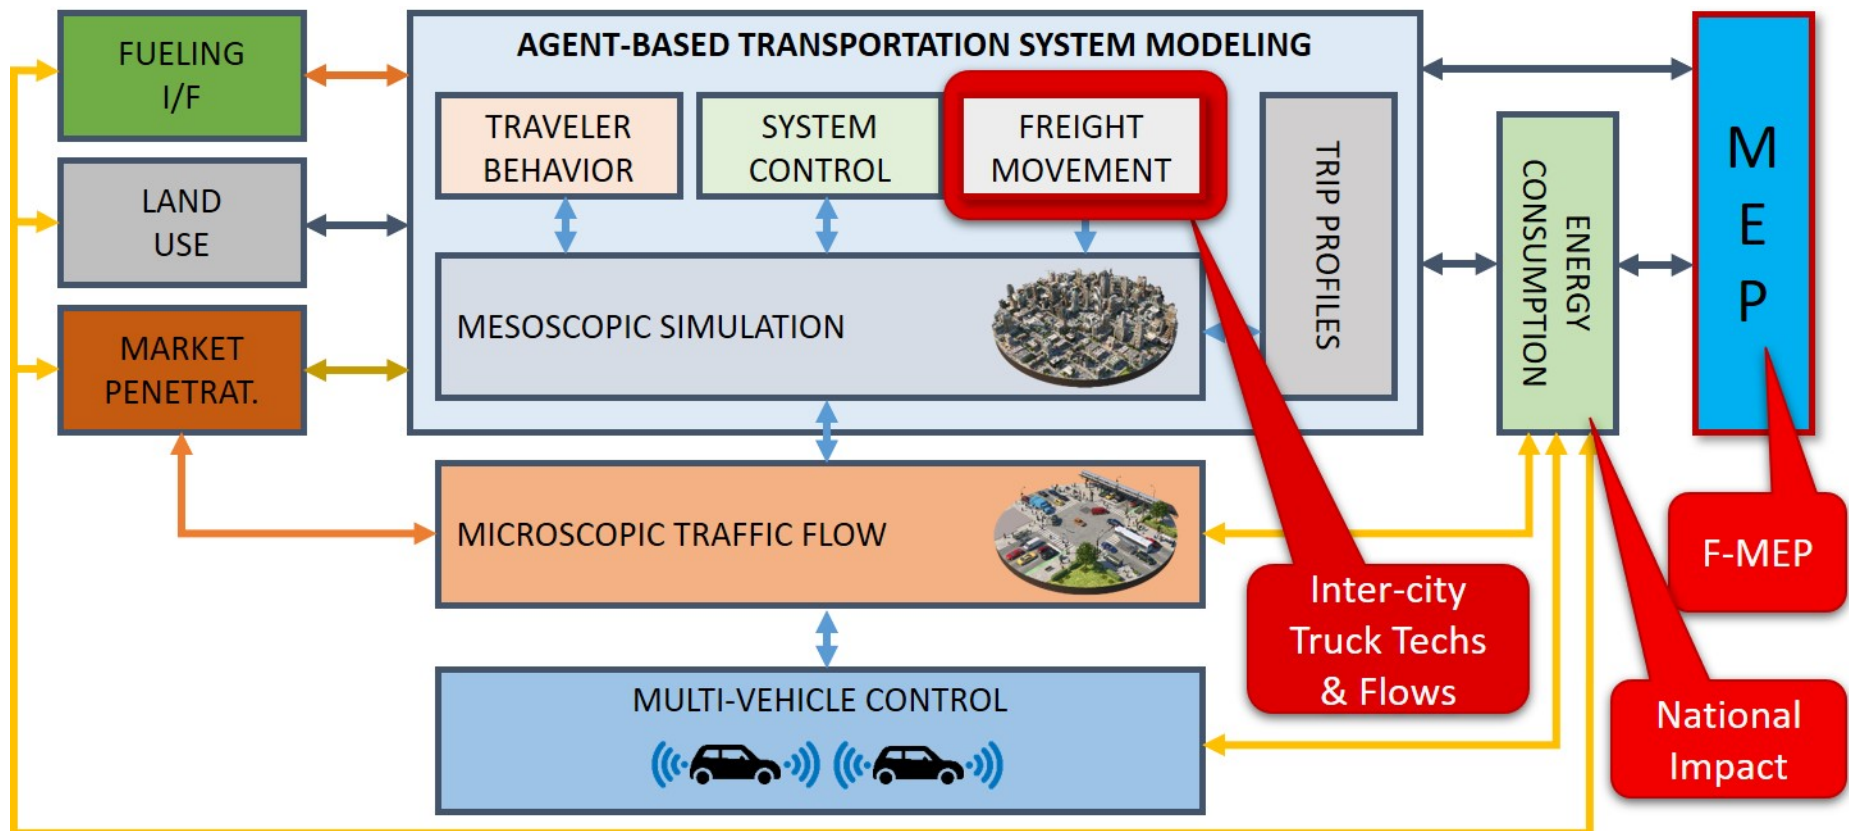 FUELING
I/F
LAND
USE
MARKET
PENETRAT.
AGENT-BASED TRANSPORTATION SYSTEM MODELING
TRAVELER
BEHAVIOR
SYSTEM
CONTROL
FREIGHT
MOVEMENT
TRIP PROFILES
MESOSCOPIC SIMULATION
MICROSCOPIC TRAFFIC FLOW
MULTI-VEHICLE CONTROL
ENERGY
CONSUMPTION
M
E
P
F-MEP
Inter-city
Truck Techs
& Flows
National
Impact